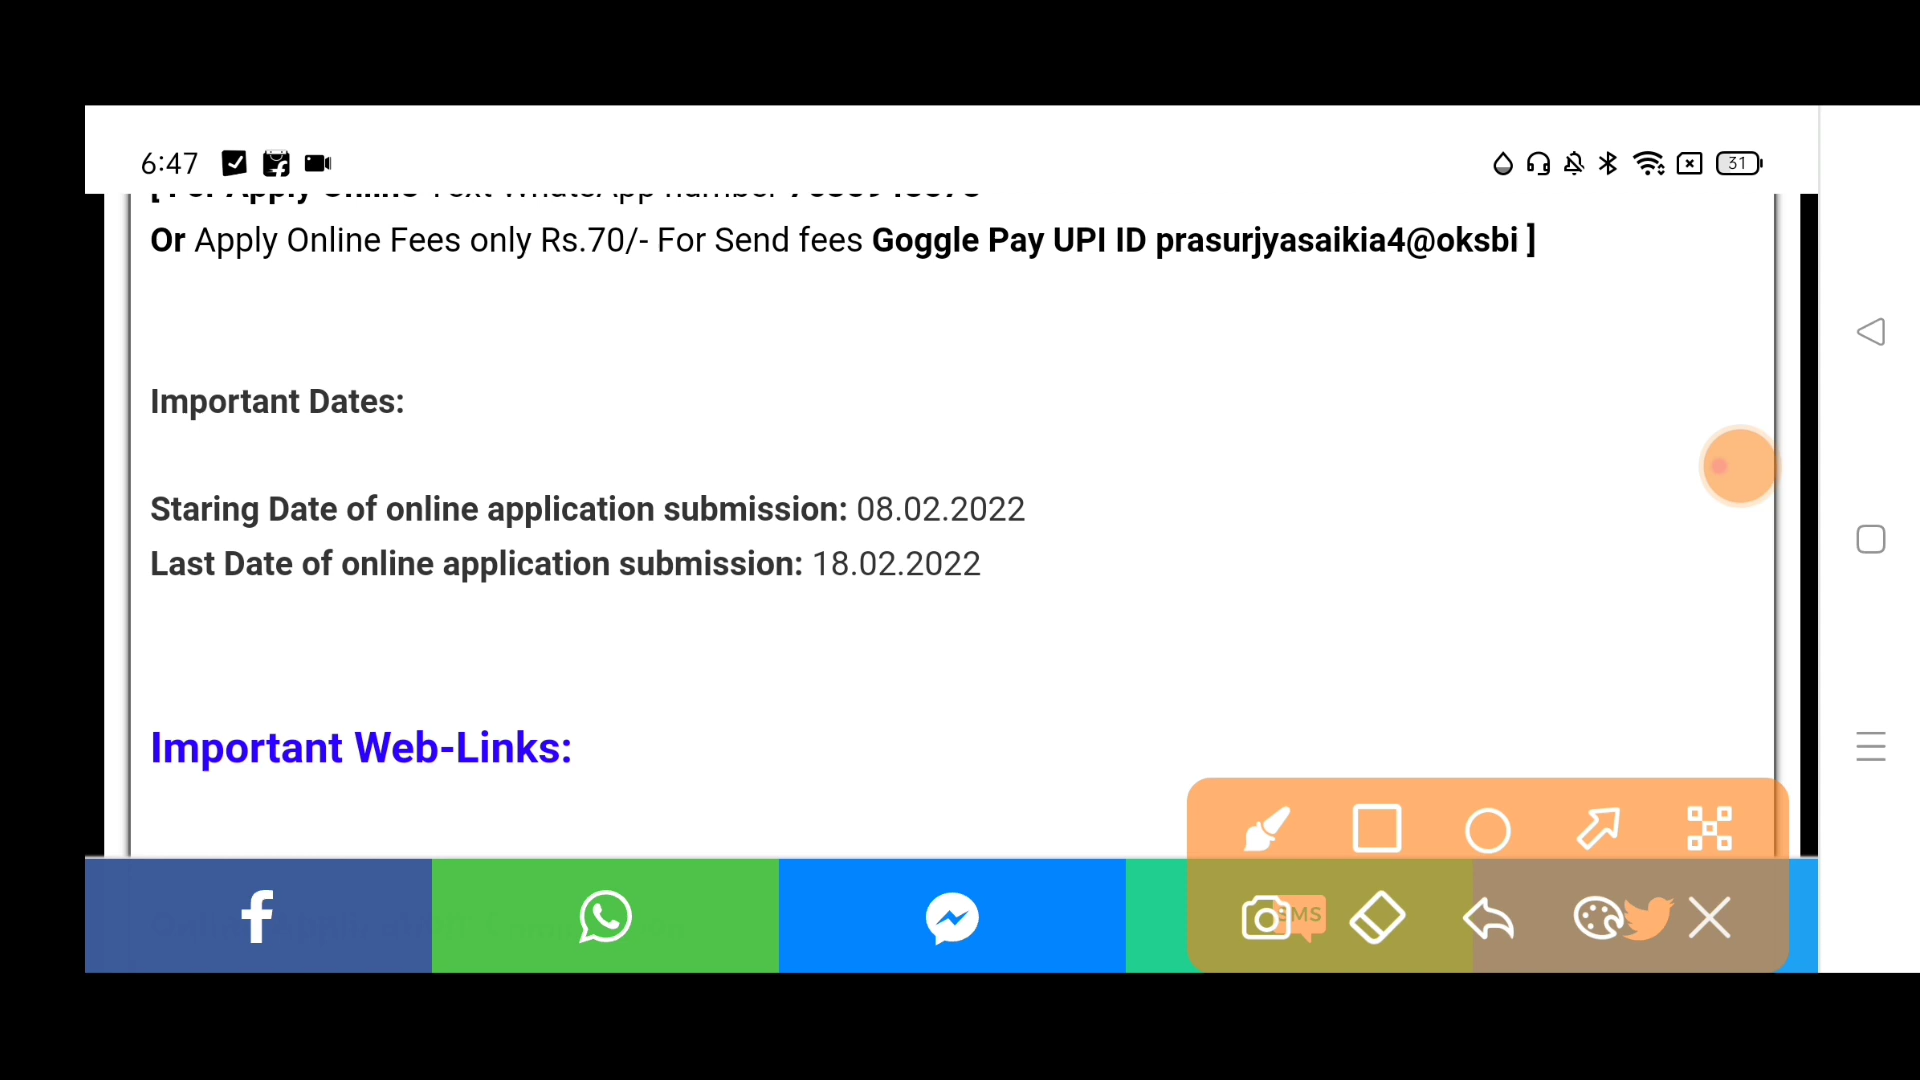 6:47
31
Or Apply Online Fees only Rs.70/- For Send fees Goggle Pay UPI ID prasurjyasaikia4@oksbi ]
Important Dates:
Staring Date of online application submission: 08.02.2022
Last Date of online application submission: 18.02.2022
Important Web-Links:
SMS